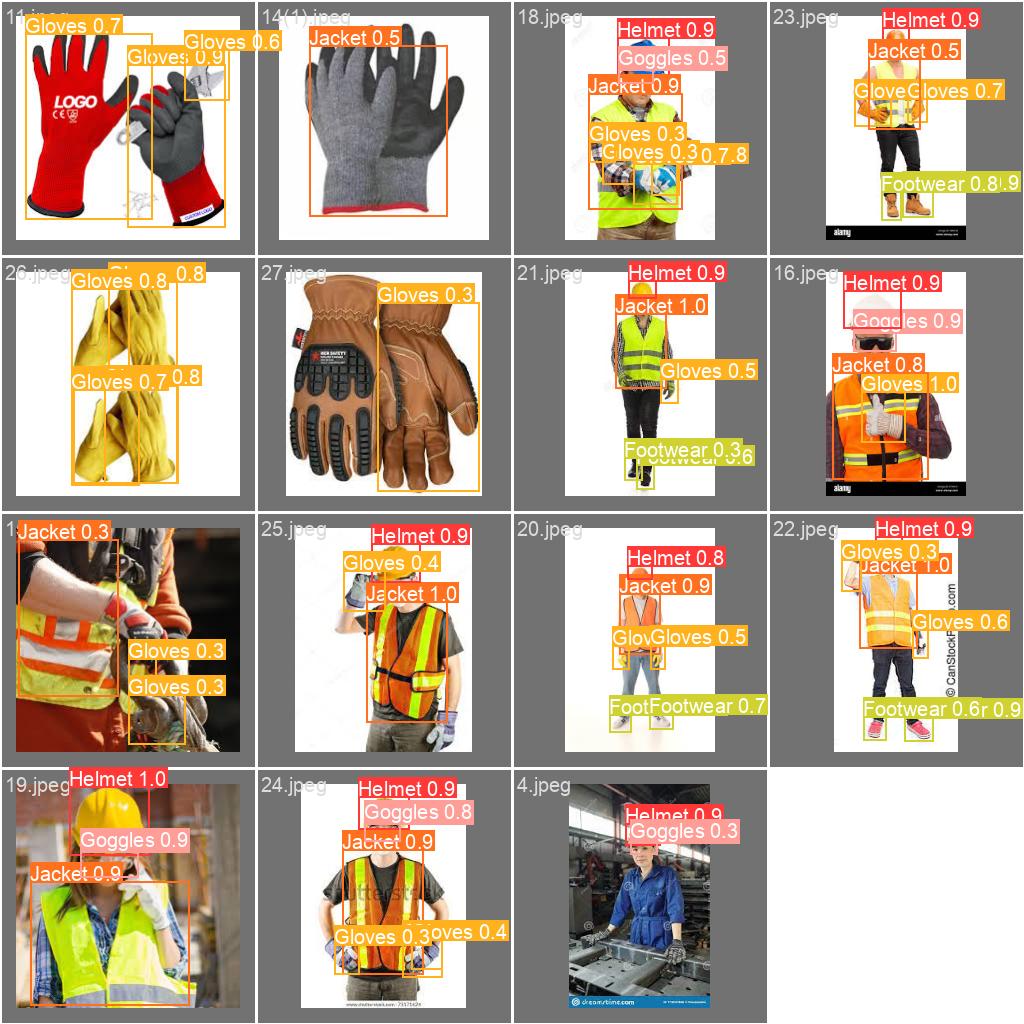 11.jpeg
Gloves 0.7
Gloves 0.6
Gloves 0.9
LOGO
CE
14(1).jpeg
Jacket 0.5
18.jpeg
Helmet 0.9
Goggles 0.5
Jacket 0.9
Gloves 0.3
Gloves 0.3
0.7
.8
23.jpeg
Helmet 0.9
Jacket 0.5
Glove
Gloves 0.7
Footwear 0.8
.9
alamy
26.jpeg
Gloves 0.8
0.8
Gloves 0.7
0.8
27.jpeg
Gloves 0.3
21.jpeg
Helmet 0.9
Jacket 1.0
Gloves 0.5
Footwear 0.3
Footwear 0.6
16.jpeg
Helmet 0.9
Goggles 0.9
Jacket 0.8
Gloves 1.0
alamy
Jacket 0.3
Gloves 0.3
Gloves 0.3
25.jpeg
Helmet 0.9
Gloves 0.4
Jacket 1.0
20.jpeg
Helmet 0.8
Jacket 0.9
Glov
Gloves 0.5
Foot
Footwear 0.7
22.jpeg
Helmet 0.9
Gloves 0.3
Jacket 1.0
Gloves 0.6
Footwear 0.6
r 0.9
19.jpeg
Helmet 1.0
Goggles 0.9
Jacket 0.9
24.jpeg
Helmet 0.9
Goggles 0.8
Jacket 0.9
Gloves 0.3
oves 0.4
4.jpeg
Helmet 0.9
Goggles 0.3
dreamstime.com